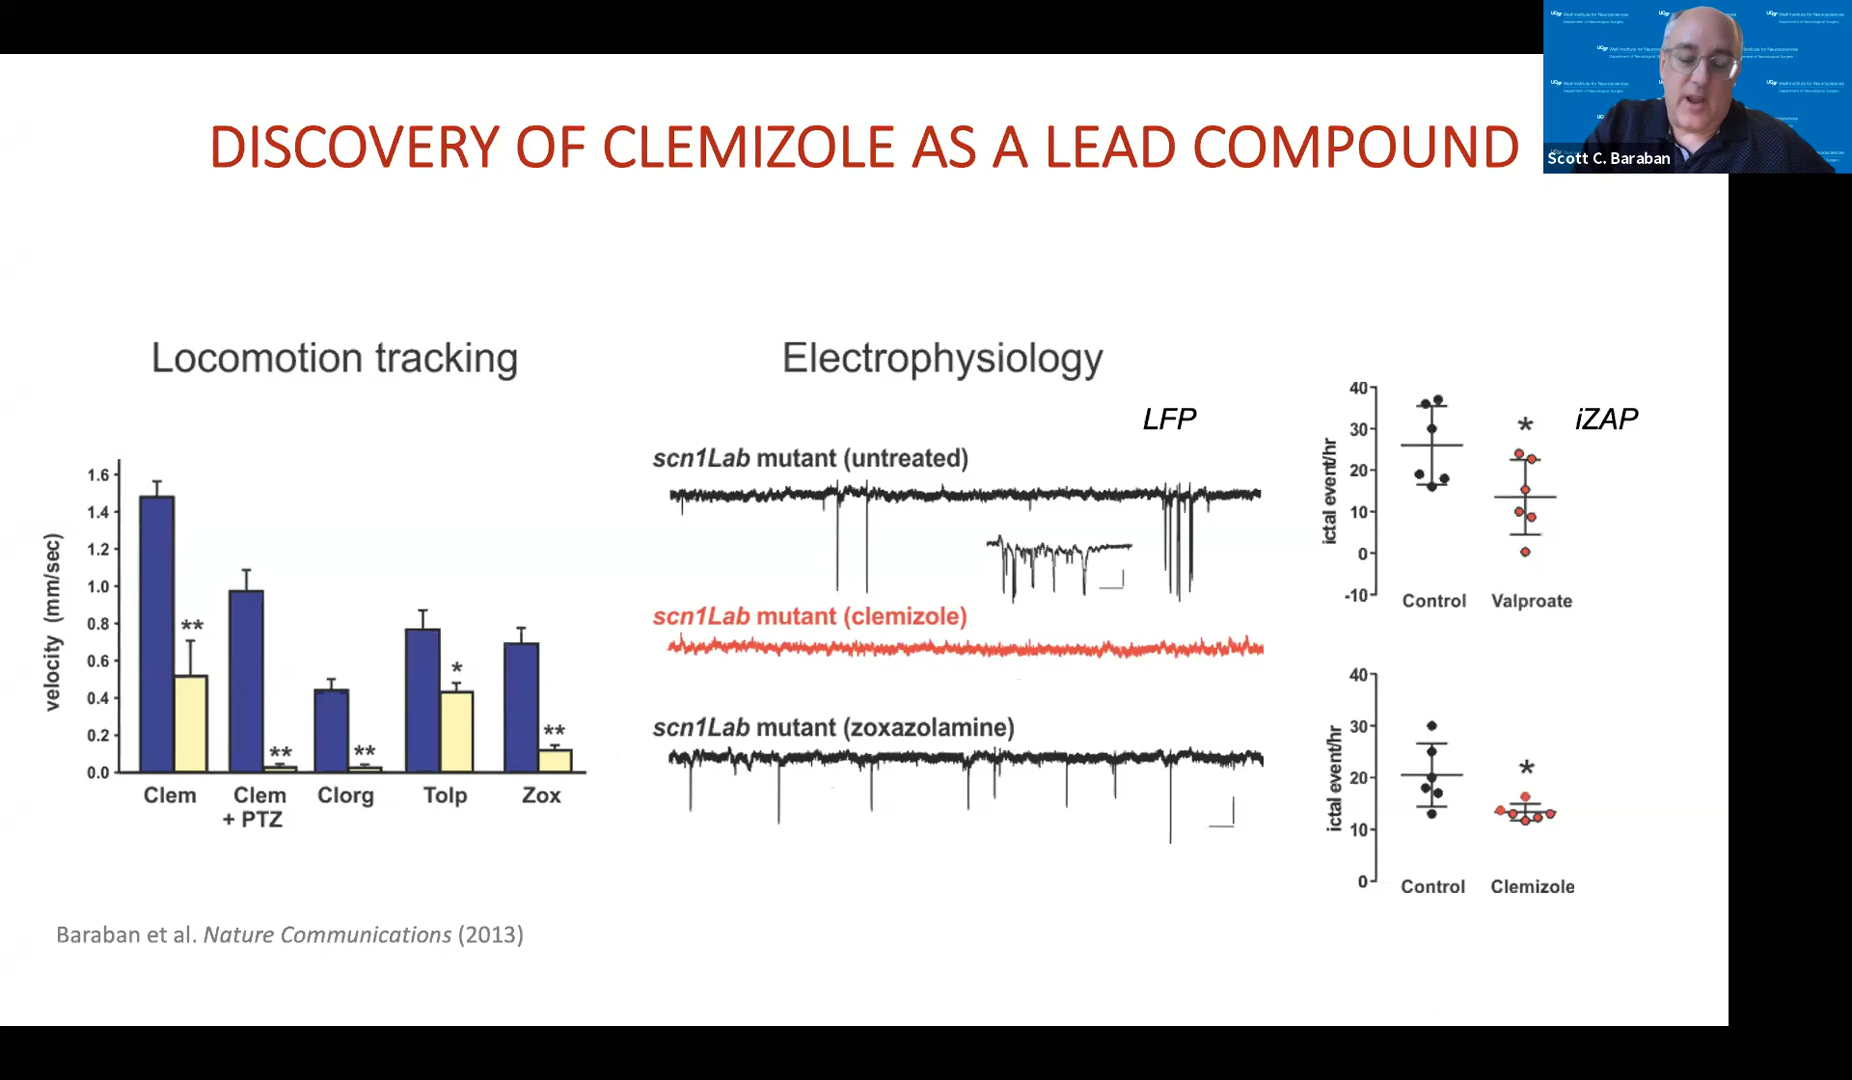 DISCOVERY OF CLEMIZOLE AS A LEAD COMPOUND
Scott C. Baraban
Locomotion tracking
velocity (mm/sec)
1.6
1.4
1.2
1.0
0.8
0.6
0.4
0.2
0.0
**
**
**
*
**
Clem
Clem
+ PTZ
Clorg
Tolp
Zox
Electrophysiology
LFP
scn1Lab mutant (untreated)
scn1Lab mutant (clemizole)
scn1Lab mutant (zoxazolamine)
iZAP
ictal event/hr
40
30
20
10
0
-10
*
Control
Valproate
ictal event/hr
40
30
20
10
0
*
Control
Clemizole
Baraban et al. Nature Communications (2013)